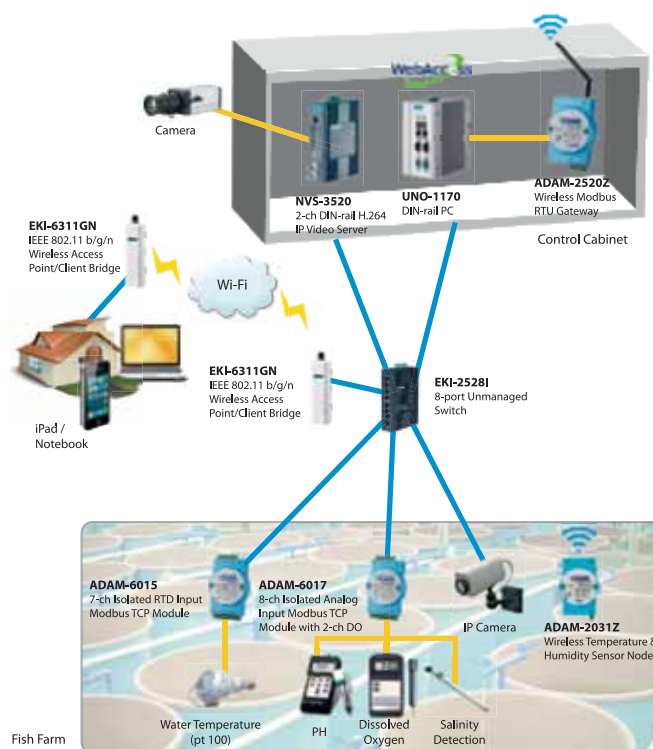 WebAccess
Camera
NVS-3520
2-ch DIN-rail H.264
IP Video Server
UNO-1170
DIN-rail PC
ADAM-2520Z
Wireless Modbus
RTU Gateway
Control Cabinet
EKI-6311GN
IEEE 802.11 b/g/n
Wireless Access
Point/Client Bridge
Wi-Fi
EKI-6311GN
IEEE 802.11 b/g/n
Wireless Access
Point/Client Bridge
EKI-2528I
8-port Unmanaged
Switch
iPad /
Notebook
ADAM-6015
7-ch Isolated RTD Input
Modbus TCP Module
ADAM-6017
8-ch Isolated Analog
Input Modbus TCP
Module with 2-ch DO
IP Camera
ADAM-2031Z
Wireless Temperature &
Humidity Sensor Node
Water Temperature
(pt 100)
PH
Dissolved
Oxygen
Salinity
Detection
Fish Farm